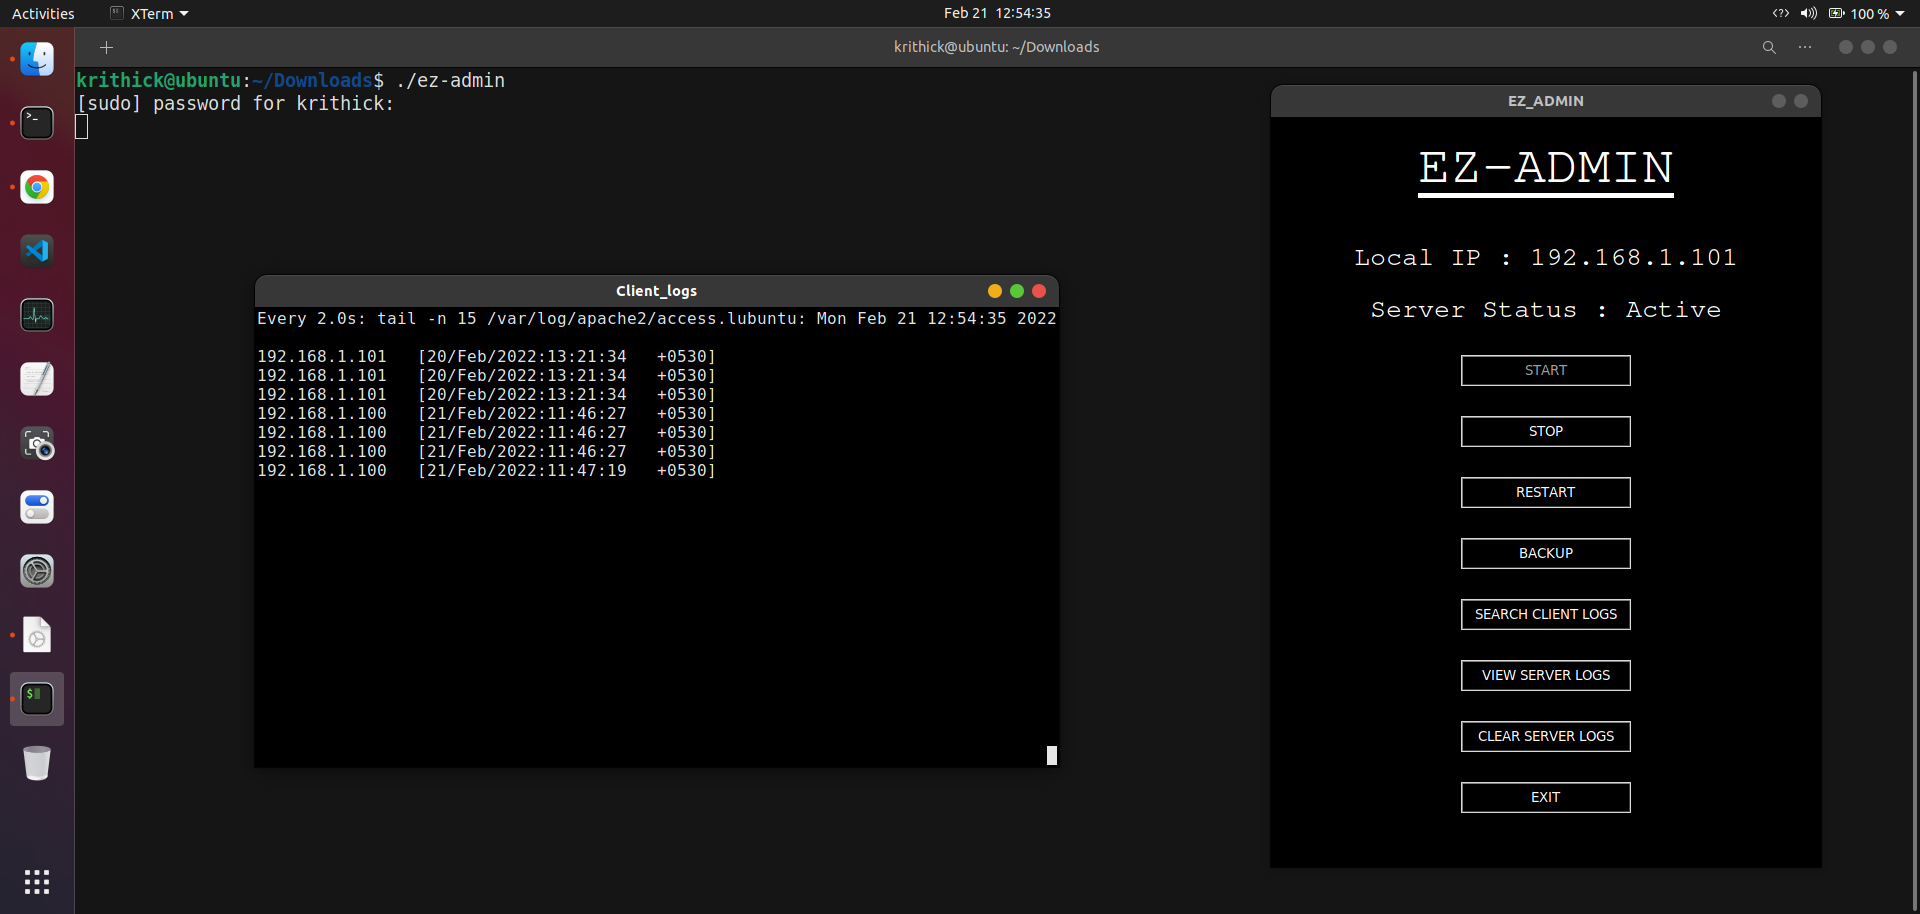 Activities
XTerm
Feb 21 12:54:35
100 %
krithick@ubuntu: ~/Downloads
krithick@ubuntu:~/Downloads$ ./ez-admin
[sudo] password for krithick:
Client_logs
Every 2.0s: tail -n 15 /var/log/apache2/access.lubuntu: Mon Feb 21 12:54:35 2022
192.168.1.101 [20/Feb/2022:13:21:34 +0530]
192.168.1.101 [20/Feb/2022:13:21:34 +0530]
192.168.1.101 [20/Feb/2022:13:21:34 +0530]
192.168.1.100 [21/Feb/2022:11:46:27 +0530]
192.168.1.100 [21/Feb/2022:11:46:27 +0530]
192.168.1.100 [21/Feb/2022:11:46:27 +0530]
192.168.1.100 [21/Feb/2022:11:47:19 +0530]
EZ_ADMIN
EZ-ADMIN
Local IP : 192.168.1.101
Server Status : Active
START
STOP
RESTART
BACKUP
SEARCH CLIENT LOGS
VIEW SERVER LOGS
CLEAR SERVER LOGS
EXIT